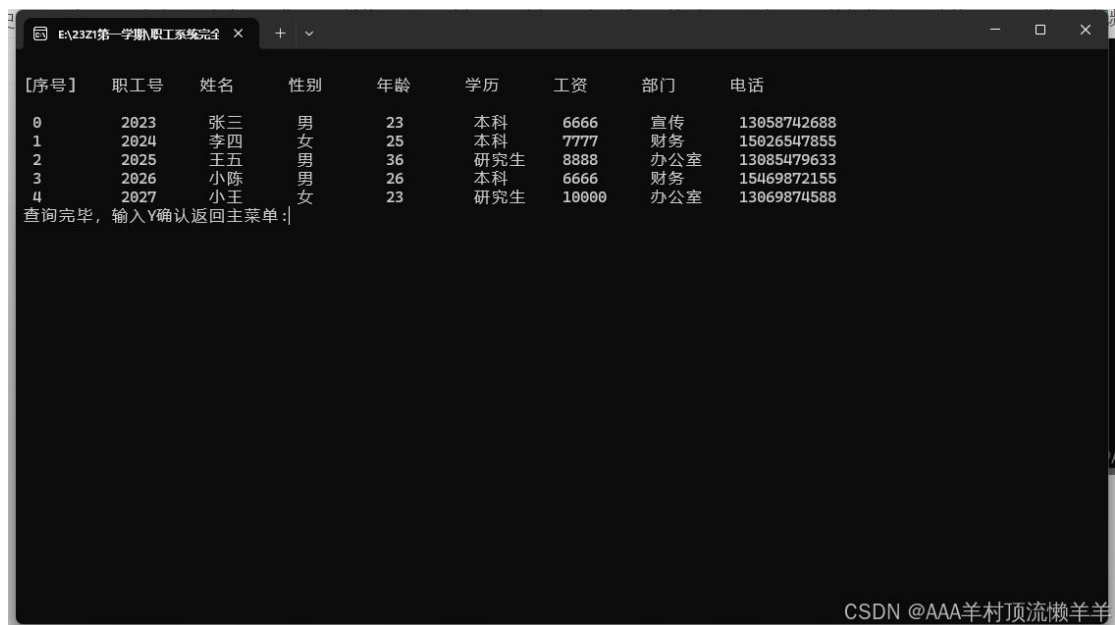 E:\23Z1第一学期\职工系统完全
[序号] 职工号 姓名 性别 年龄 学历 工资 部门 电话
0 2023 张三 男 23 本科 6666 宣传 13058742688
1 2024 李四 女 25 本科 7777 财务 15026547855
2 2025 王五 男 36 研究生 8888 办公室 13085479633
3 2026 小陈 男 26 本科 6666 财务 15469872155
4 2027 小王 女 23 研究生 10000 办公室 13069874588
查询完毕, 输入Y确认返回主菜单:
CSDN @AAA羊村顶流懒羊羊